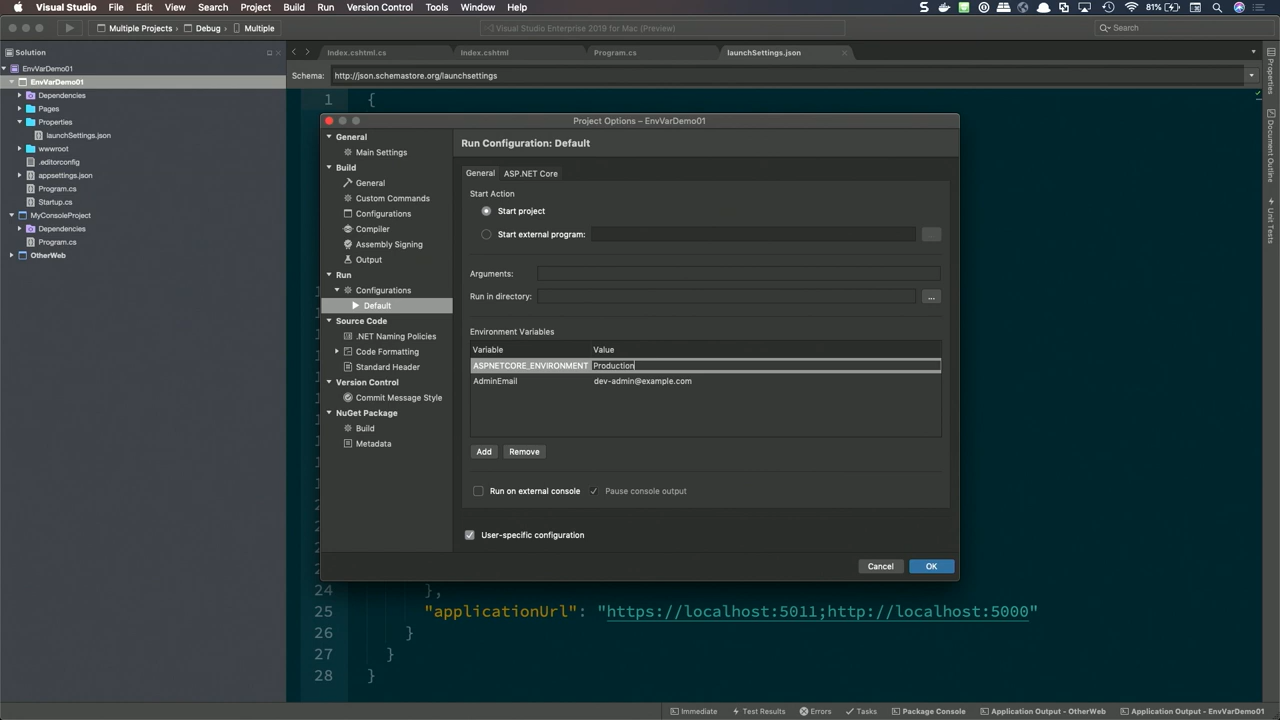 Visual Studio File Edit View Search Project Build Run Version Control Tools Window Help 81%
Multiple Projects Debug Multiple Visual Studio Enterprise 2019 for Mac (Preview) Search
Solution
Index.cshtml.cs Index.cshtml Program.cs launchSettings.json
Schema: http://json.schemastore.org/launchsettings
EnvVarDemo01
EnvVarDemo01
Dependencies
Pages
Properties
launchSettings.json
wwwroot
.editorconfig
appsettings.json
Program.cs
Startup.cs
MyConsoleProject
Dependencies
Program.cs
OtherWeb
1 {
Project Options – EnvVarDemo01
General
Main Settings
Build
General
Custom Commands
Configurations
Compiler
Assembly Signing
Output
Run
Configurations
Default
Source Code
.NET Naming Policies
Code Formatting
Standard Header
Version Control
Commit Message Style
NuGet Package
Build
Metadata
Run Configuration: Default
General ASP.NET Core
Start Action
Start project
Start external program: ...
Arguments:
Run in directory: ...
Environment Variables
Variable Value
ASPNETCORE_ENVIRONMENT Production
AdminEmail dev-admin@example.com
Add Remove
Run on external console Pause console output
User-specific configuration
Cancel OK
24 },
25 "applicationUrl": "https://localhost:5011;http://localhost:5000"
26 }
27 }
28 }
Properties
Document Outline
Unit Tests
Immediate Test Results Errors Tasks Package Console Application Output - OtherWeb Application Output - EnvVarDemo01